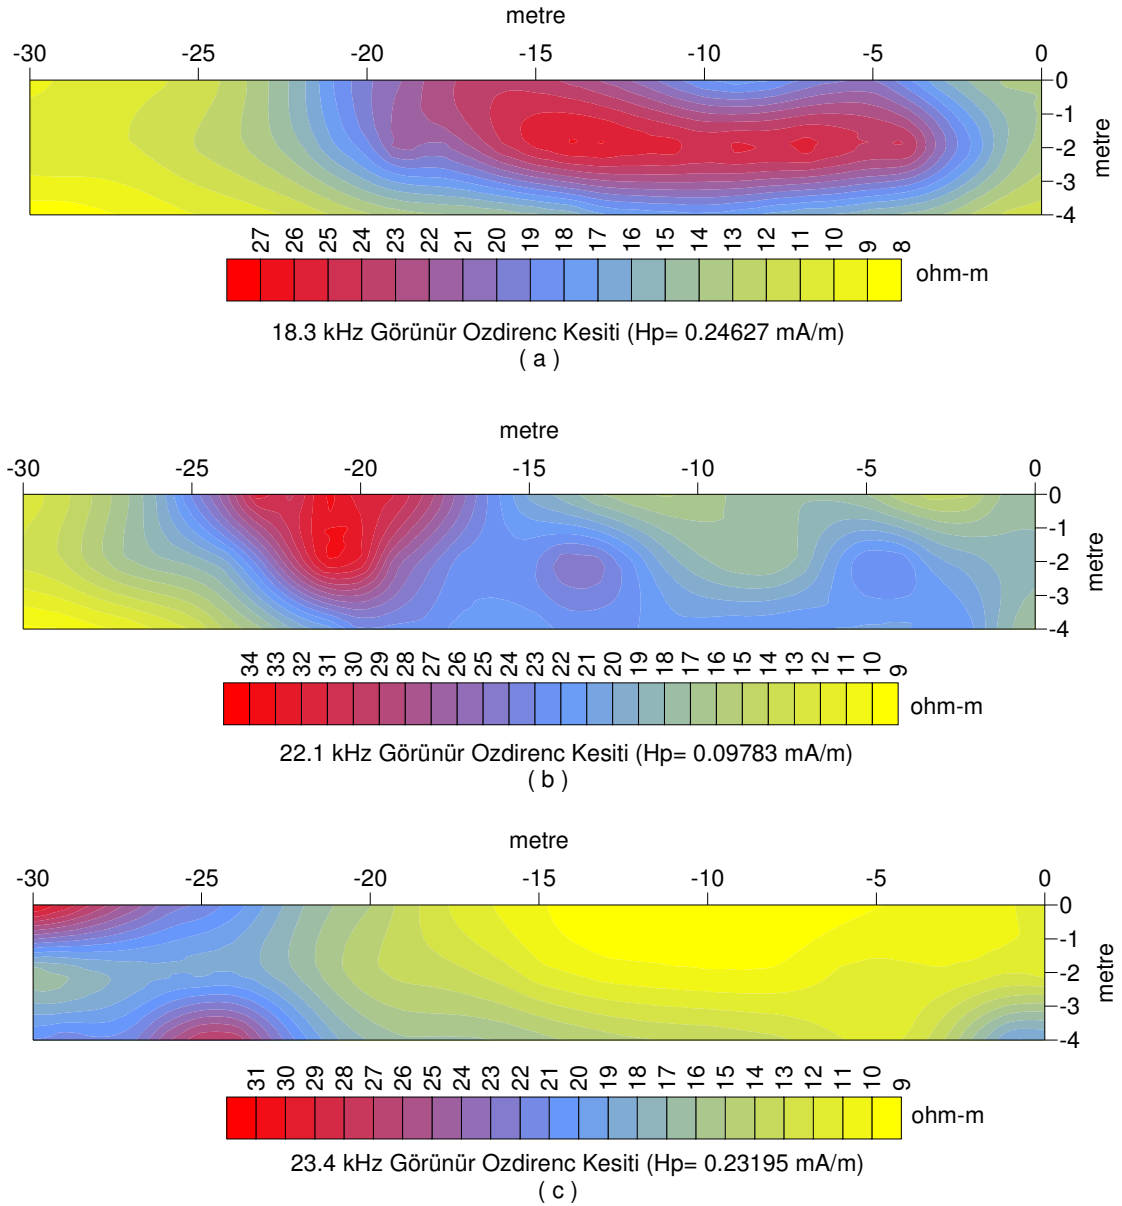 metre
-30 -25 -20 -15 -10 -5 0
0
-1
-2
-3
-4
metre
27 26 25 24 23 22 21 20 19 18 17 16 15 14 13 12 11 10 9 8
ohm-m
18.3 kHz Görünür Ozdirenc Kesiti (Hp= 0.24627 mA/m)
( a )
metre
-30 -25 -20 -15 -10 -5 0
0
-1
-2
-3
-4
metre
34 33 32 31 30 29 28 27 26 25 24 23 22 21 20 19 18 17 16 15 14 13 12 11 10 9
ohm-m
22.1 kHz Görünür Ozdirenc Kesiti (Hp= 0.09783 mA/m)
( b )
metre
-30 -25 -20 -15 -10 -5 0
0
-1
-2
-3
-4
metre
31 30 29 28 27 26 25 24 23 22 21 20 19 18 17 16 15 14 13 12 11 10 9
ohm-m
23.4 kHz Görünür Ozdirenc Kesiti (Hp= 0.23195 mA/m)
( c )